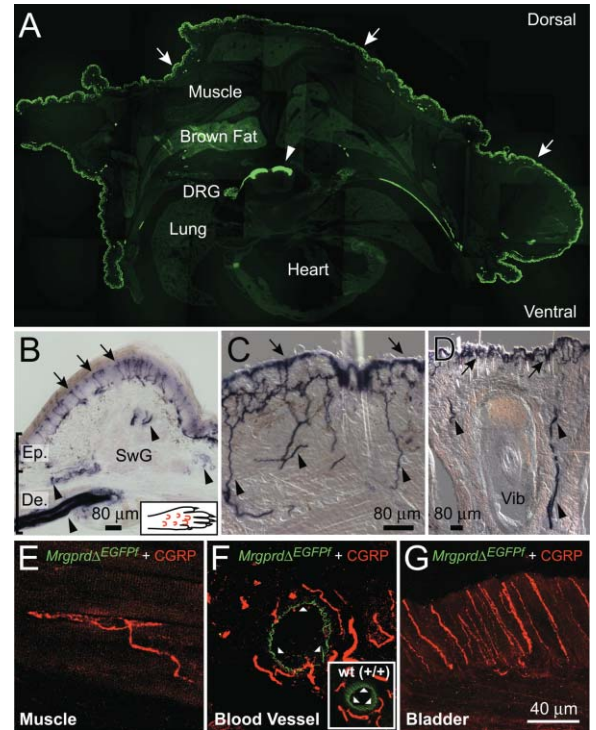 A
Dorsal
Muscle
Brown Fat
DRG
Lung
Heart
Ventral
B
C
D
Ep.
SwG
De.
80 μm
80 μm
Vib
80 μm
E MrgprdΔEGFPf + CGRP
F MrgprdΔEGFPf + CGRP
G MrgprdΔEGFPf + CGRP
wt (+/+)
Muscle
Blood Vessel
Bladder
40 μm